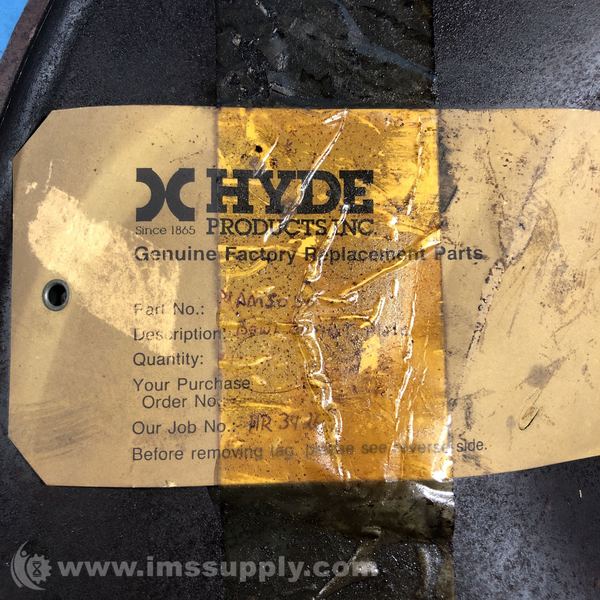 HYDE
Since 1865 PRODUCTS, INC.
Genuine Factory Replacement Parts
Part No.:
Description:
Quantity:
Your Purchase
Order No.:
Our Job No.:
Before removing tag, please see reverse side.
www.imssupply.com